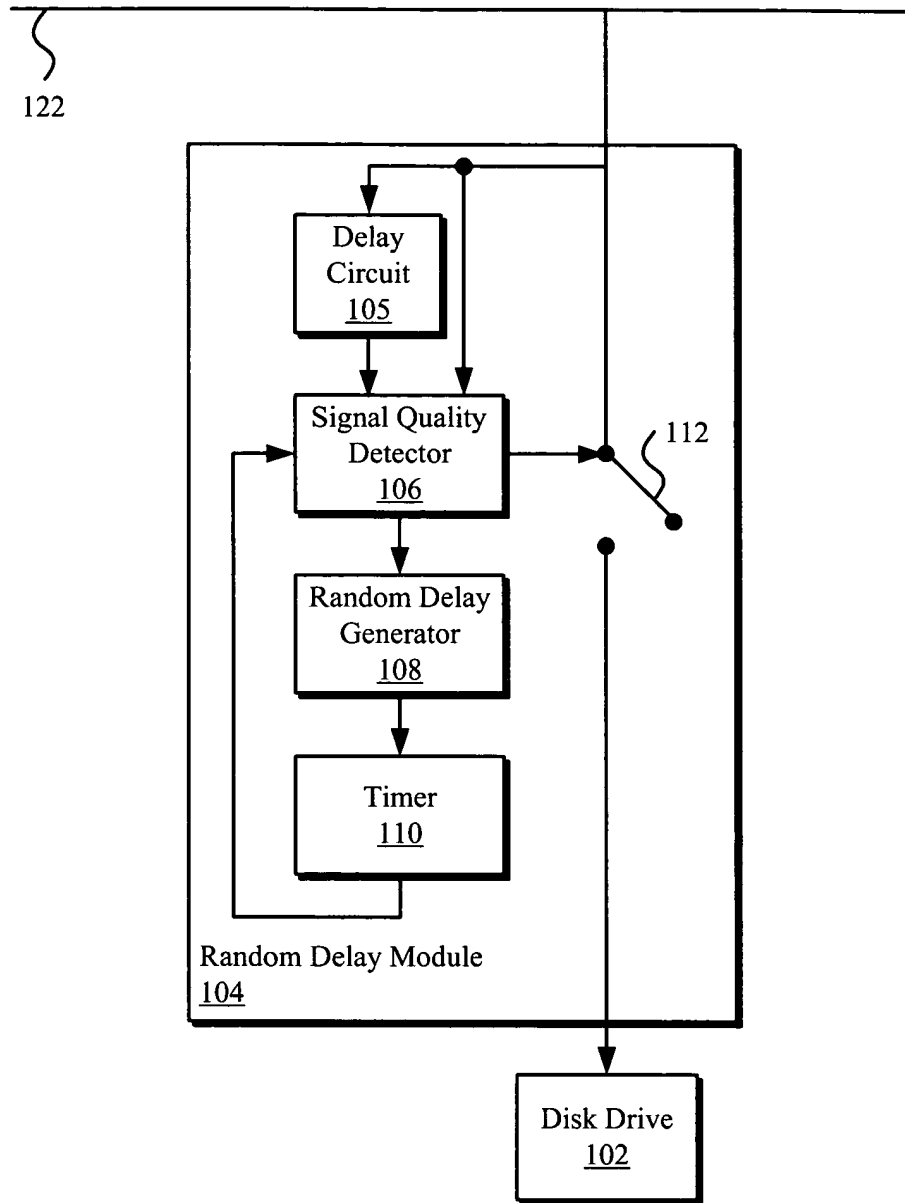 122
Delay
Circuit
105
Signal Quality
Detector
106
112
Random Delay
Generator
108
Timer
110
Random Delay Module
104
Disk Drive
102